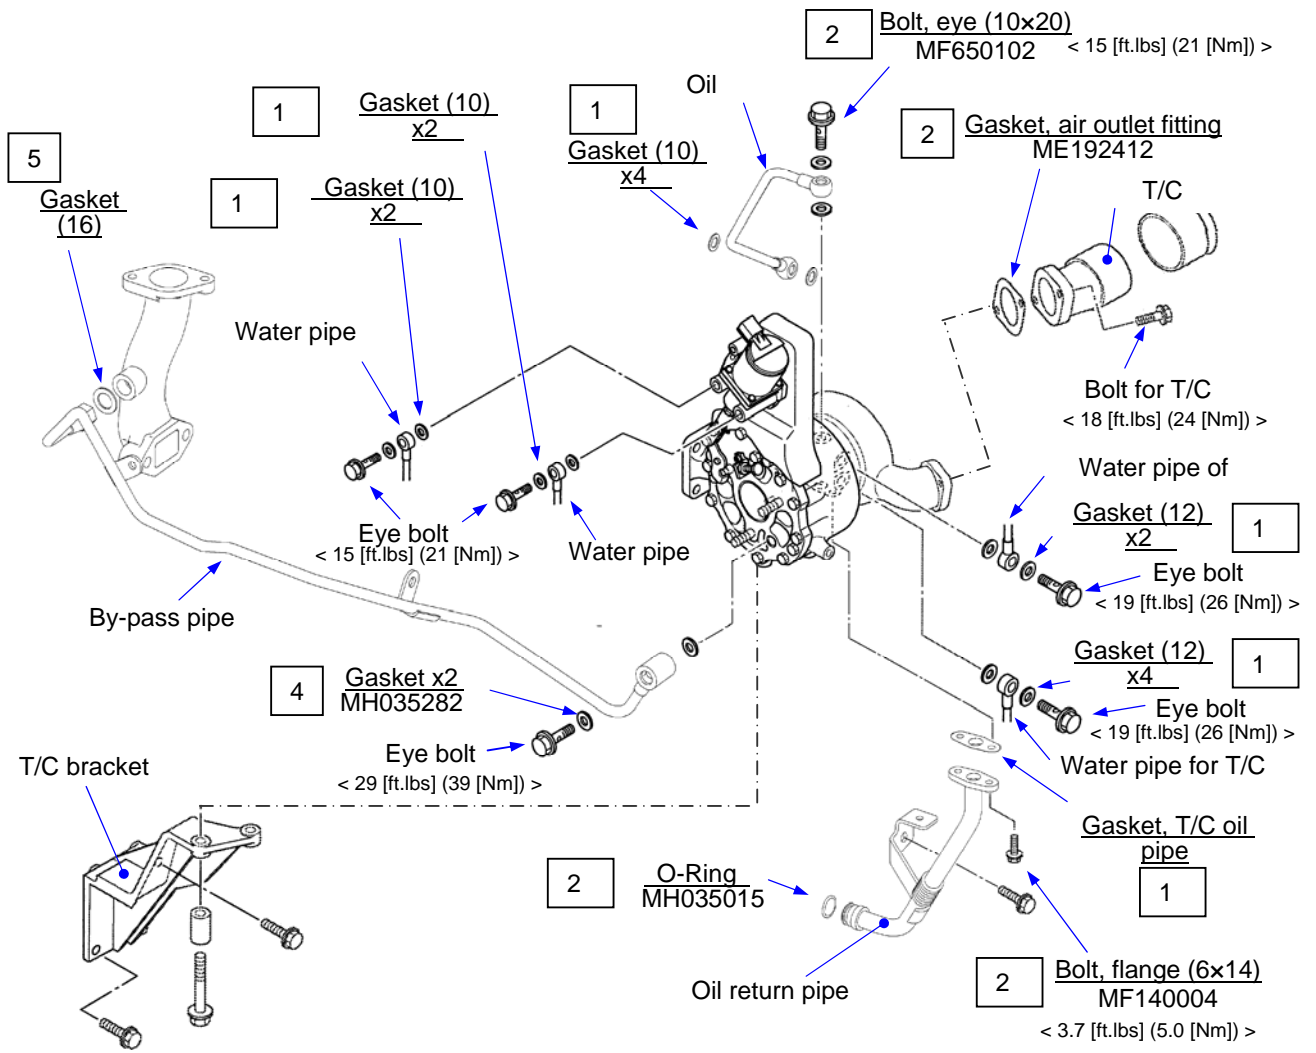 2
Bolt, eye (10×20)
MF650102
< 15 [ft.lbs] (21 [Nm]) >
Oil
1
Gasket (10)
x2
1
Gasket (10)
x4
2
Gasket, air outlet fitting
ME192412
5
Gasket
(16)
1
Gasket (10)
x2
T/C
Water pipe
Bolt for T/C
< 18 [ft.lbs] (24 [Nm]) >
Water pipe of
Gasket (12)
x2
1
Eye bolt
< 15 [ft.lbs] (21 [Nm]) >
Water pipe
Eye bolt
< 19 [ft.lbs] (26 [Nm]) >
By-pass pipe
Gasket (12)
x4
1
4
Gasket x2
MH035282
Eye bolt
< 19 [ft.lbs] (26 [Nm]) >
Eye bolt
< 29 [ft.lbs] (39 [Nm]) >
Water pipe for T/C
T/C bracket
Gasket, T/C oil
pipe
1
2
O-Ring
MH035015
Oil return pipe
2
Bolt, flange (6×14)
MF140004
< 3.7 [ft.lbs] (5.0 [Nm]) >